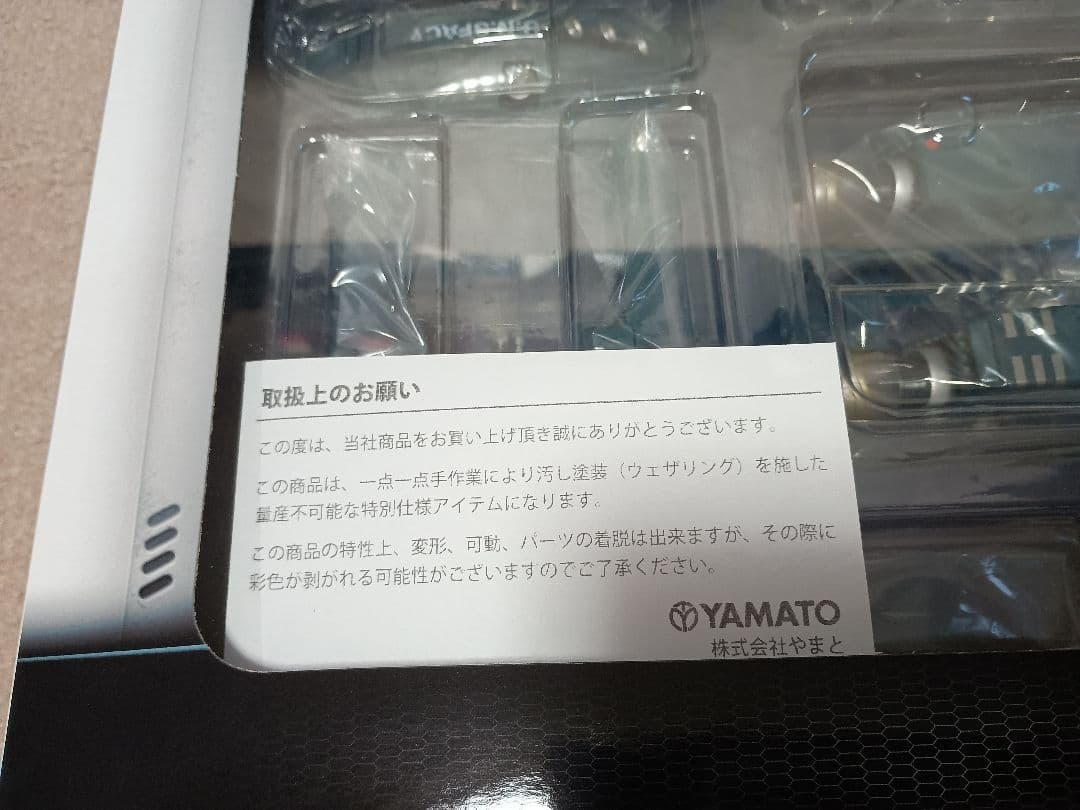 U.N.SPACY
取扱上のお願い
この度は、当社商品をお買い上げ頂き誠にありがとうございます。
この商品は、一点一点手作業により汚し塗装（ウェザリング）を施した
量産不可能な特別仕様アイテムになります。
この商品の特性上、変形、可動、パーツの着脱は出来ますが、その際に
彩色が剥がれる可能性がございますのでご了承ください。
YAMATO
株式会社やまと